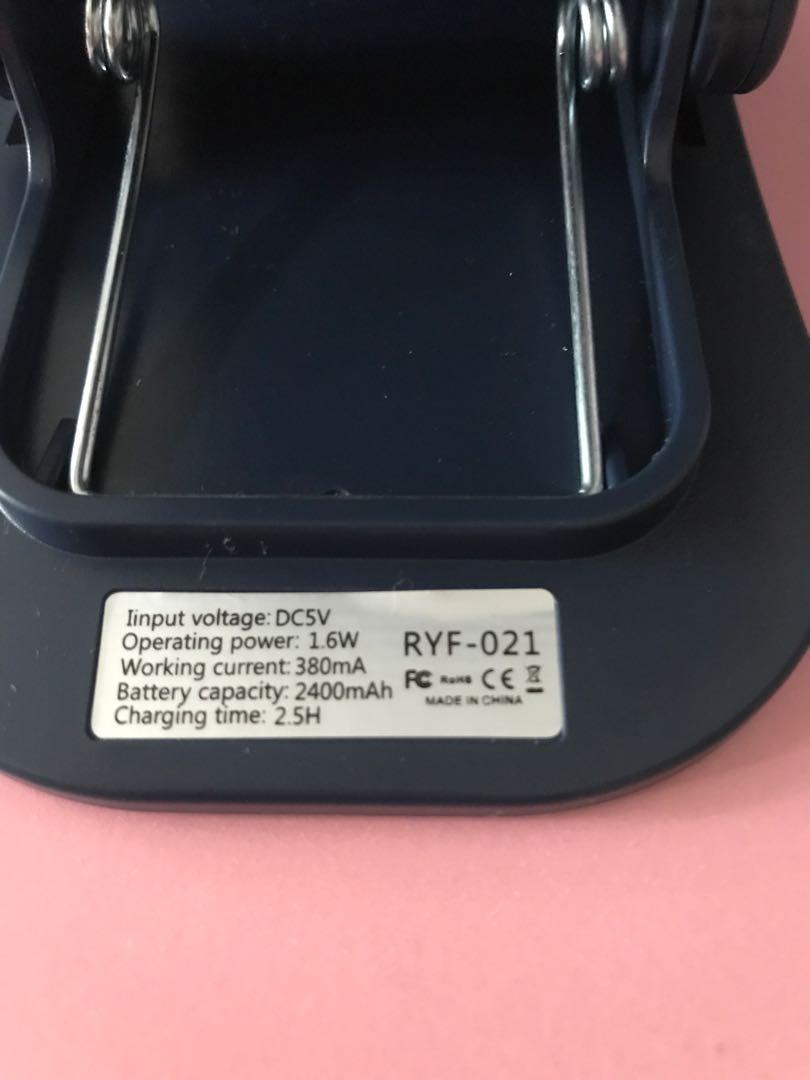 Iinput voltage: DC5V
Operating power: 1.6W
Working current: 380mA
Battery capacity: 2400mAh
Charging time: 2.5H
RYF-021
FC RoHS CE
MADE IN CHINA